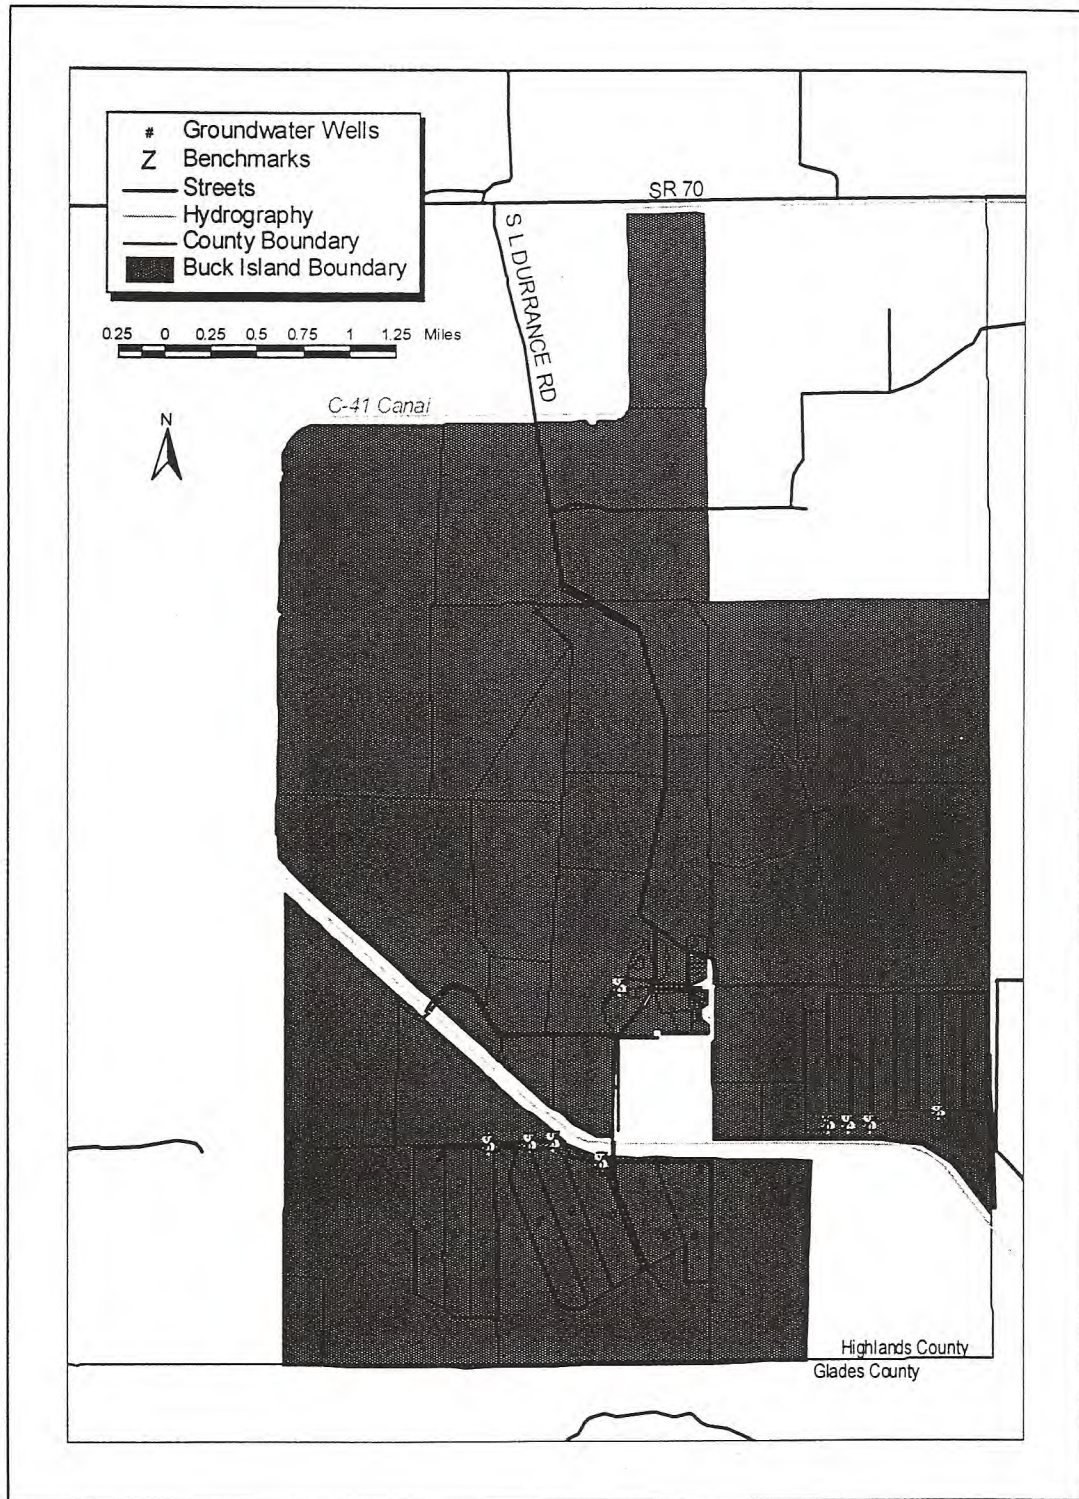 # Groundwater Wells
Z Benchmarks
Streets
Hydrography
County Boundary
Buck Island Boundary
SR 70
S L DURRANCE RD
0.25 0 0.25 0.5 0.75 1 1.25 Miles
C-41 Canal
N
Highlands County
Glades County